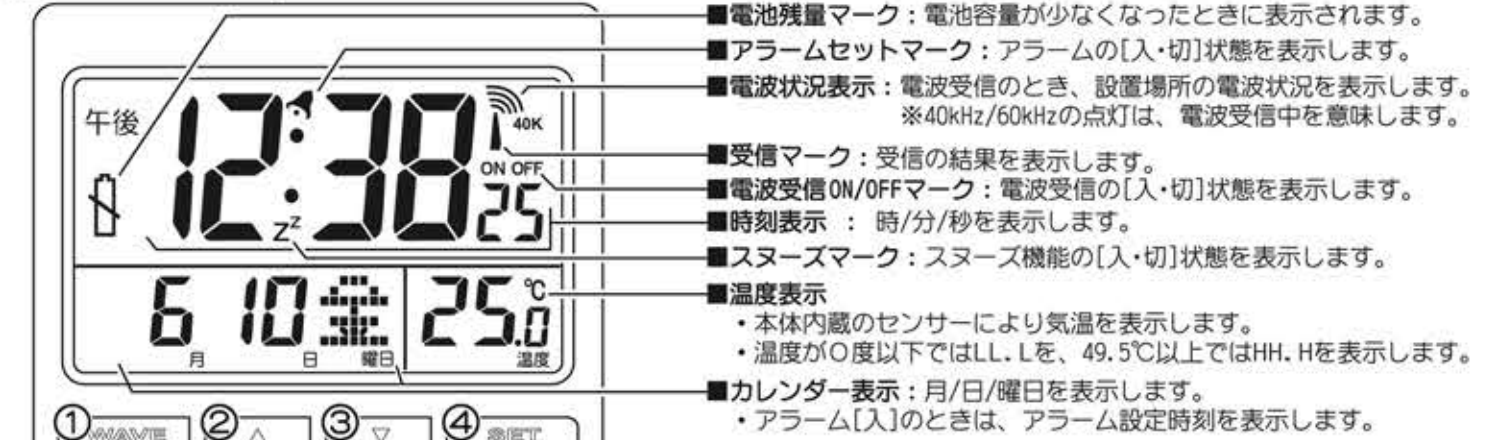 ■電池残量マーク：電池容量が少なくなったときに表示されます。
■アラームセットマーク：アラームの[入・切]状態を表示します。
■電波状況表示：電波受信のとき、設置場所の電波状況を表示します。
※40kHz/60kHzの点灯は、電波受信中を意味します。
■受信マーク：受信の結果を表示します。
■電波受信ON/OFFマーク：電波受信の[入・切]状態を表示します。
■時刻表示 ： 時/分/秒を表示します。
■スヌーズマーク：スヌーズ機能の[入・切]状態を表示します。
■温度表示
・本体内蔵のセンサーにより気温を表示します。
・温度が○度以下ではLL.Lを、49.5℃以上ではHH.Hを表示します。
■カレンダー表示：月/日/曜日を表示します。
・アラーム[入]のときは、アラーム設定時刻を表示します。
午後 12:38 40K
ON OFF
25
zz
6 10 金 25.0 ℃
月 日 曜日 温度
① WAVE ② △ ③ ▽ ④ SET